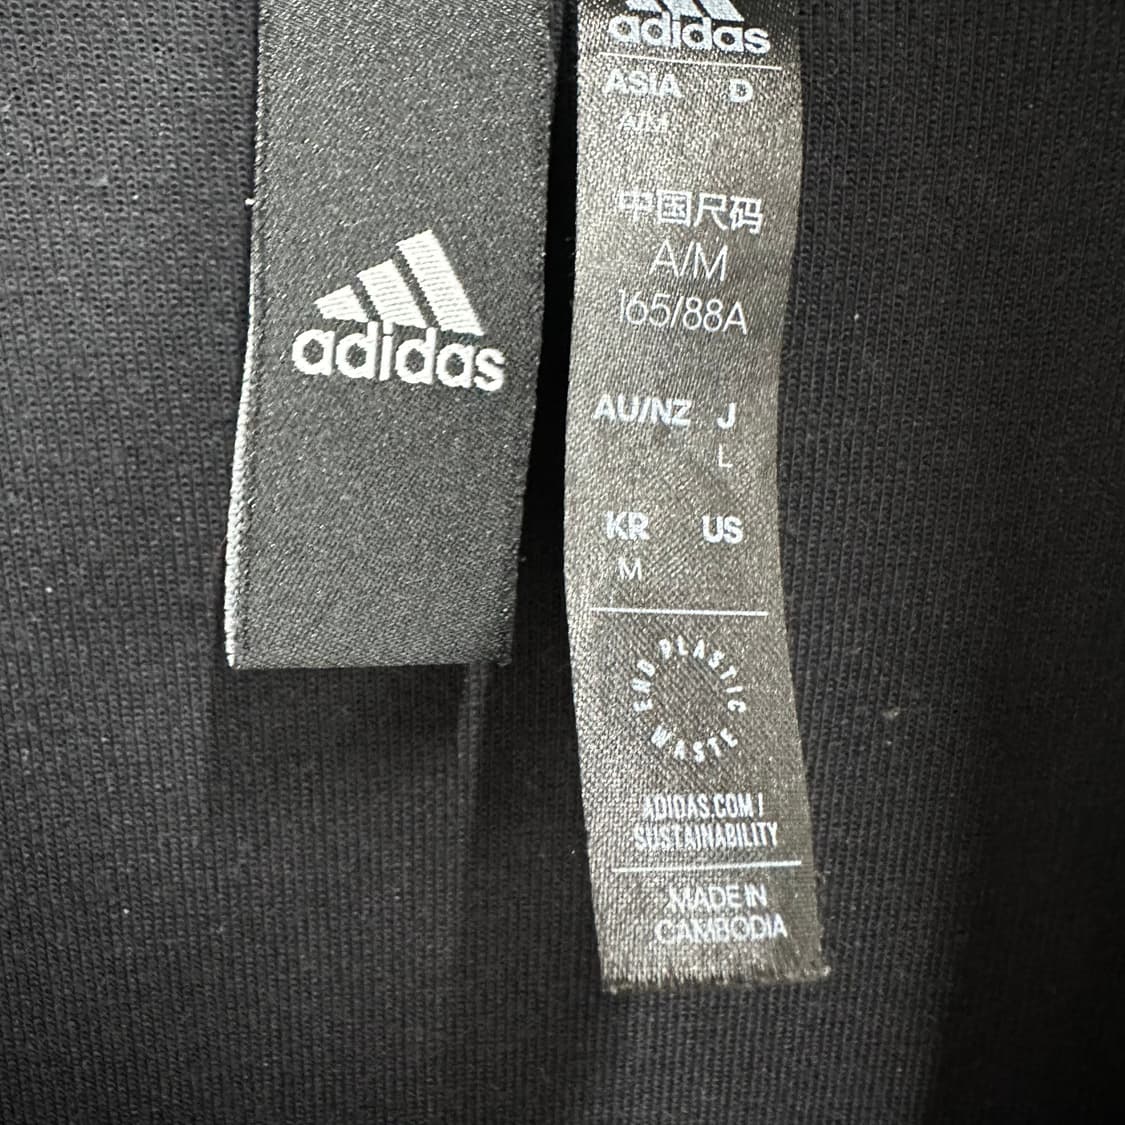 adidas
adidas
ASIA D
A/M
中国尺码
A/M
165/88A
AU/NZ J
L
KR US
M
END PLASTIC WASTE
ADIDAS.COM/
SUSTAINABILITY
MADE IN
CAMBODIA